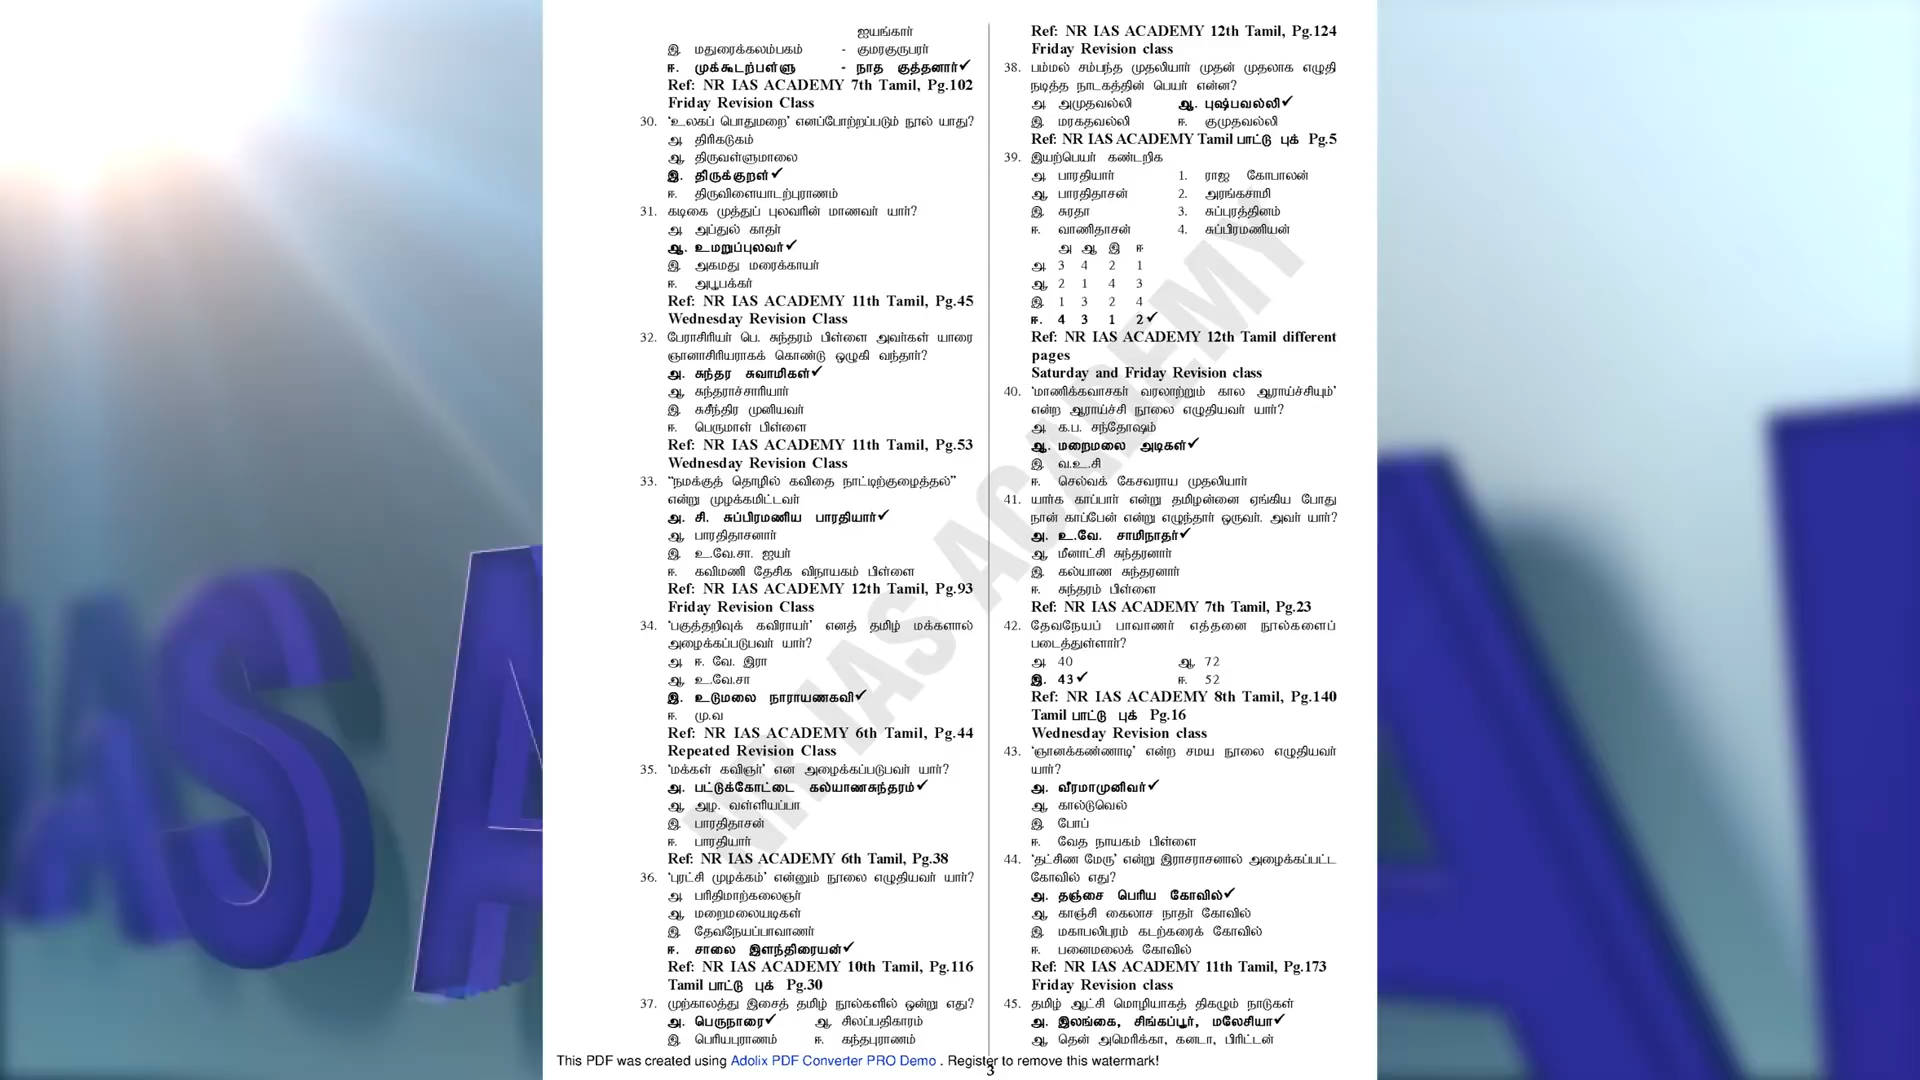 ஐயங்கார்
இ. மதுரைக்கலம்பகம் - குமரகுருபரர்
ஈ. முக்கூடற்பள்ளு - நாத குத்தனார்✓
Ref: NR IAS ACADEMY 7th Tamil, Pg.102
Friday Revision Class
30. 'உலகப் பொதுமறை' எனப்போற்றப்படும் நூல் யாது?
அ. திரிகடுகம்
ஆ. திருவள்ளுமாலை
இ. திருக்குறள்✓
ஈ. திருவிளையாடற்புராணம்
31. கடிகை முத்துப் புலவரின் மாணவர் யார்?
அ. அப்துல் காதர்
ஆ. உமறுப்புலவர்✓
இ. அகமது மரைக்காயர்
ஈ. அபூபக்கர்
Ref: NR IAS ACADEMY 11th Tamil, Pg.45
Wednesday Revision Class
32. பேராசிரியர் பெ. சுந்தரம் பிள்ளை அவர்கள் யாரை
ஞானாசிரியராகக் கொண்டு ஒழுகி வந்தார்?
அ. சுந்தர சுவாமிகள்✓
ஆ. சுந்தராச்சாரியார்
இ. சுசீந்திர முனியவர்
ஈ. பெருமாள் பிள்ளை
Ref: NR IAS ACADEMY 11th Tamil, Pg.53
Wednesday Revision Class
33. "நமக்குத் தொழில் கவிதை நாட்டிற்குழைத்தல்"
என்று முழக்கமிட்டவர்
அ. சி. சுப்பிரமணிய பாரதியார்✓
ஆ. பாரதிதாசனார்
இ. உ.வே.சா. ஐயர்
ஈ. கவிமணி தேசிக விநாயகம் பிள்ளை
Ref: NR IAS ACADEMY 12th Tamil, Pg.93
Friday Revision Class
34. 'பகுத்தறிவுக் கவிராயர்' எனத் தமிழ் மக்களால்
அழைக்கப்படுபவர் யார்?
அ. ஈ. வே. இரா
ஆ. உ.வே.சா
இ. உடுமலை நாராயணகவி✓
ஈ. மு.வ
Ref: NR IAS ACADEMY 6th Tamil, Pg.44
Repeated Revision Class
35. 'மக்கள் கவிஞர்' என அழைக்கப்படுபவர் யார்?
அ. பட்டுக்கோட்டை கல்யாணசுந்தரம்✓
ஆ. அழ. வள்ளியப்பா
இ. பாரதிதாசன்
ஈ. பாரதியார்
Ref: NR IAS ACADEMY 6th Tamil, Pg.38
36. 'புரட்சி முழக்கம்' என்னும் நூலை எழுதியவர் யார்?
அ. பரிதிமாற்கலைஞர்
ஆ. மறைமலையடிகள்
இ. தேவநேயப்பாவாணர்
ஈ. சாலை இளந்திரையன்✓
Ref: NR IAS ACADEMY 10th Tamil, Pg.116
Tamil பாட்டு புக் Pg.30
37. முற்காலத்து இசைத் தமிழ் நூல்களில் ஒன்று எது?
அ. பெருநாரை✓ ஆ. சிலப்பதிகாரம்
இ. பெரியபுராணம் ஈ. கந்தபுராணம்
Ref: NR IAS ACADEMY 12th Tamil, Pg.124
Friday Revision class
38. பம்மல் சம்பந்த முதலியார் முதன் முதலாக எழுதி
நடித்த நாடகத்தின் பெயர் என்ன?
அ. அமுதவல்லி ஆ. புஷ்பவல்லி✓
இ. மரகதவல்லி ஈ. குமுதவல்லி
Ref: NR IAS ACADEMY Tamil பாட்டு புக் Pg.5
39. இயற்பெயர் கண்டறிக
அ. பாரதியார் 1. ராஜ கோபாலன்
ஆ. பாரதிதாசன் 2. அரங்கசாமி
இ. சுரதா 3. சுப்புரத்தினம்
ஈ. வாணிதாசன் 4. சுப்பிரமணியன்
அ ஆ இ ஈ
அ. 3 4 2 1
ஆ. 2 1 4 3
இ. 1 3 2 4
ஈ. 4 3 1 2✓
Ref: NR IAS ACADEMY 12th Tamil different
pages
Saturday and Friday Revision class
40. 'மாணிக்கவாசகர் வரலாற்றும் கால ஆராய்ச்சியும்'
என்ற ஆராய்ச்சி நூலை எழுதியவர் யார்?
அ. க.ப. சந்தோஷம்
ஆ. மறைமலை அடிகள்✓
இ. வ.உ.சி
ஈ. செல்வக் கேசவராய முதலியார்
41. யார்க காப்பார் என்று தமிழன்னை ஏங்கிய போது
நான் காப்பேன் என்று எழுந்தார் ஒருவர். அவர் யார்?
அ. உ.வே. சாமிநாதர்✓
ஆ. மீனாட்சி சுந்தரனார்
இ. கல்யாண சுந்தரனார்
ஈ. சுந்தரம் பிள்ளை
Ref: NR IAS ACADEMY 7th Tamil, Pg.23
42. தேவநேயப் பாவாணர் எத்தனை நூல்களைப்
படைத்துள்ளார்?
அ. 40 ஆ. 72
இ. 43✓ ஈ. 52
Ref: NR IAS ACADEMY 8th Tamil, Pg.140
Tamil பாட்டு புக் Pg.16
Wednesday Revision class
43. 'ஞானக்கண்ணாடி' என்ற சமய நூலை எழுதியவர்
யார்?
அ. வீரமாமுனிவர்✓
ஆ. கால்டுவெல்
இ. போப்
ஈ. வேத நாயகம் பிள்ளை
44. 'தட்சிண மேரு' என்று இராசராசனால் அழைக்கப்பட்ட
கோவில் எது?
அ. தஞ்சை பெரிய கோவில்✓
ஆ. காஞ்சி கைலாச நாதர் கோவில்
இ. மகாபலிபுரம் கடற்கரைக் கோவில்
ஈ. பனைமலைக் கோவில்
Ref: NR IAS ACADEMY 11th Tamil, Pg.173
Friday Revision class
45. தமிழ் ஆட்சி மொழியாகத் திகழும் நாடுகள்
அ. இலங்கை, சிங்கப்பூர், மலேசியா✓
ஆ. தென் அமெரிக்கா, கனடா, பிரிட்டன்
NR IAS ACADEMY
This PDF was created using Adolix PDF Converter PRO Demo . Register to remove this watermark!
3
IAS A